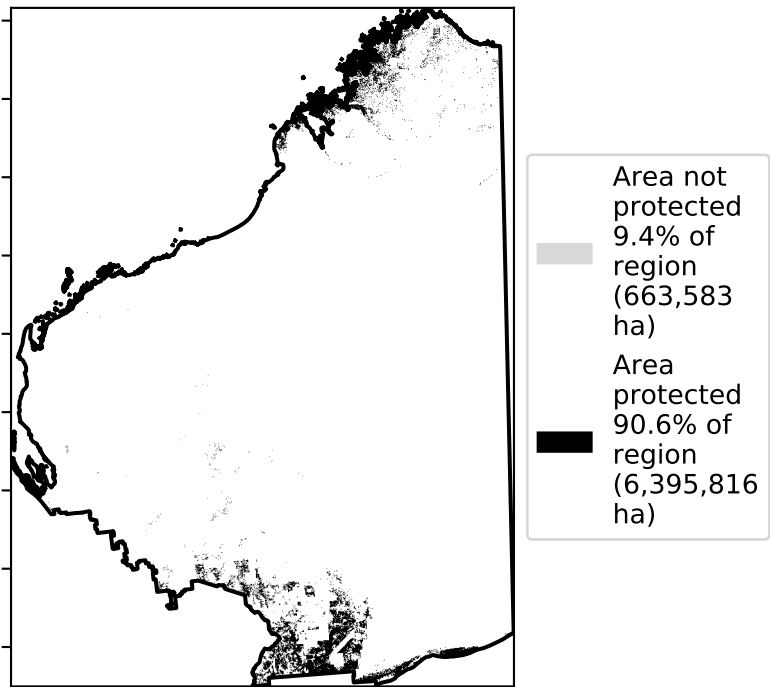 Area not
protected
9.4% of
region
(663,583
ha)
Area
protected
90.6% of
region
(6,395,816
ha)